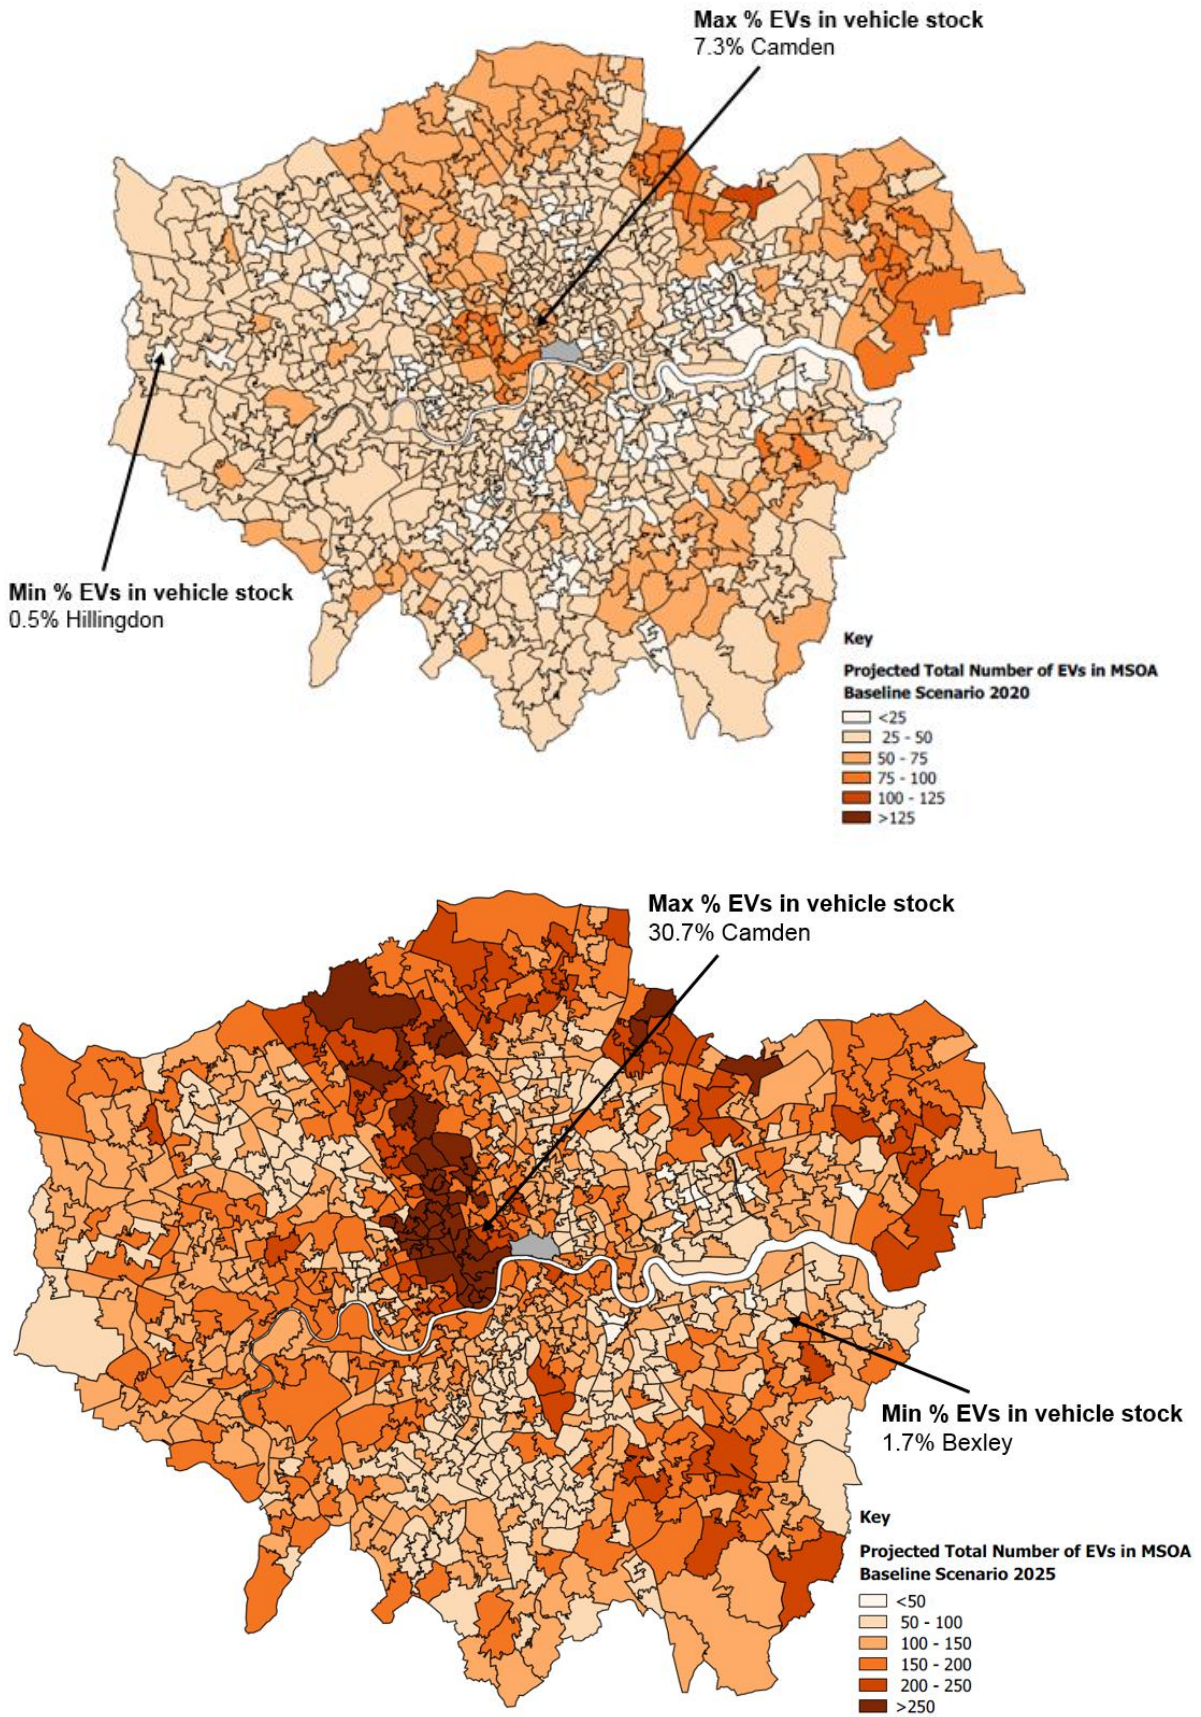 Max % EVs in vehicle stock
7.3% Camden
Min % EVs in vehicle stock
0.5% Hillingdon
Key
Projected Total Number of EVs in MSOA
Baseline Scenario 2020
<25
25 - 50
50 - 75
75 - 100
100 - 125
>125
Max % EVs in vehicle stock
30.7% Camden
Min % EVs in vehicle stock
1.7% Bexley
Key
Projected Total Number of EVs in MSOA
Baseline Scenario 2025
<50
50 - 100
100 - 150
150 - 200
200 - 250
>250